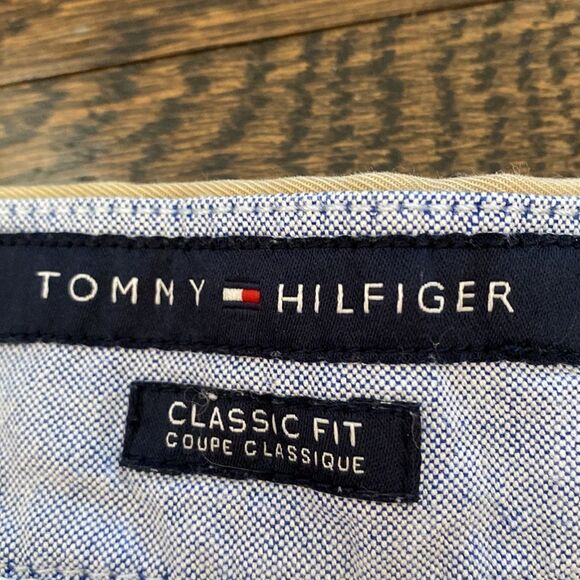 TOMMY HILFIGER
CLASSIC FIT
COUPE CLASSIQUE